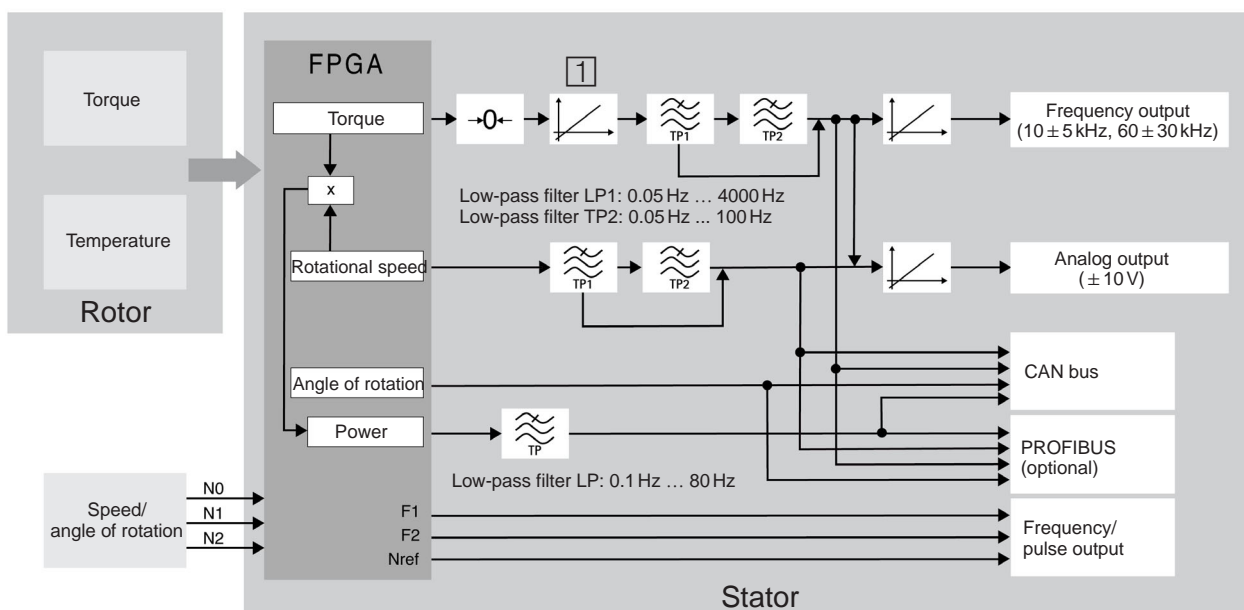 FPGA
1
Torque
Torque
→0←
TP1
TP2
Frequency output
(10 ± 5 kHz, 60 ± 30 kHz)
x
Low-pass filter LP1: 0.05 Hz … 4000 Hz
Low-pass filter TP2: 0.05 Hz ... 100 Hz
Temperature
Rotational speed
TP1
TP2
Analog output
(± 10 V)
Rotor
Angle of rotation
CAN bus
Power
TP
PROFIBUS
(optional)
Low-pass filter LP: 0.1 Hz … 80 Hz
Speed/
angle of rotation
N0
N1
N2
F1
F2
Nref
Frequency/
pulse output
Stator